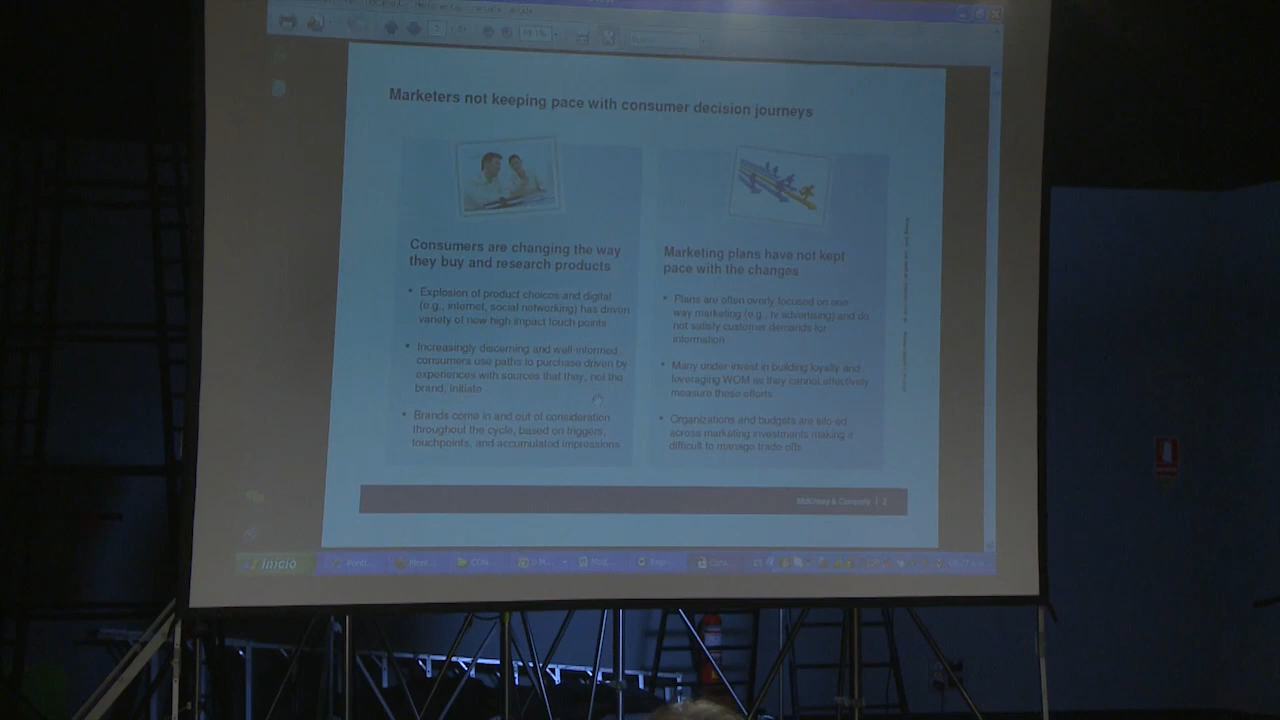 Marketers not keeping pace with consumer decision journeys
Consumers are changing the way
they buy and research products
• Explosion of product choices and digital
(e.g., internet, social networking) has driven
variety of new high impact touch points
• Increasingly discerning and well-informed
consumers use paths to purchase driven by
experiences with sources that they, not the
brand, initiate
• Brands come in and out of consideration
throughout the cycle, based on triggers,
touchpoints, and accumulated impressions
Marketing plans have not kept
pace with the changes
• Plans are often overly focused on one
way marketing (e.g., tv advertising) and do
not satisfy customer demands for
information
• Many under-invest in building loyalty and
leveraging WOM as they cannot effectively
measure these efforts
• Organizations and budgets are silo-ed
across marketing investments making it
difficult to manage trade-offs
McKinsey & Company | 2
Inicio